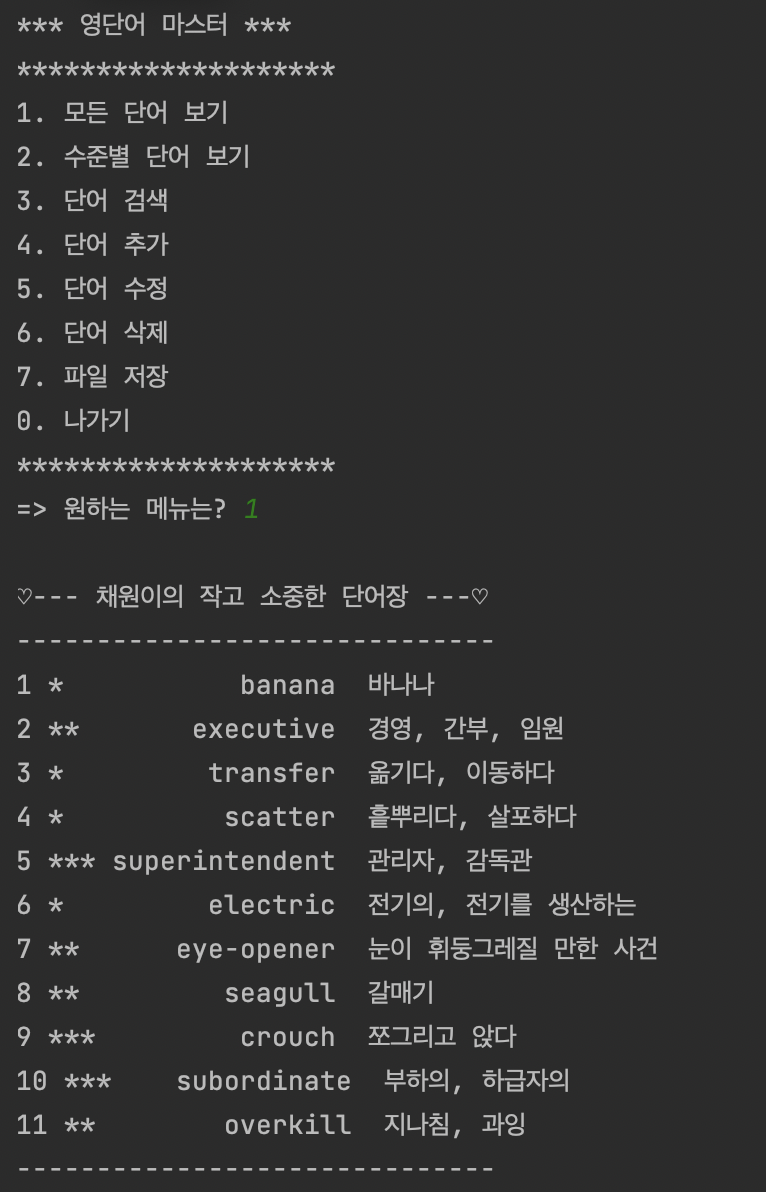 *** 영단어 마스터 ***
********************
1. 모든 단어 보기
2. 수준별 단어 보기
3. 단어 검색
4. 단어 추가
5. 단어 수정
6. 단어 삭제
7. 파일 저장
0. 나가기
********************
=> 원하는 메뉴는? 1
♡--- 채원이의 작고 소중한 단어장 ---♡
------------------------------
1 *           banana  바나나
2 **       executive  경영, 간부, 임원
3 *         transfer  옮기다, 이동하다
4 *          scatter  흩뿌리다, 살포하다
5 *** superintendent  관리자, 감독관
6 *         electric  전기의, 전기를 생산하는
7 **      eye-opener  눈이 휘둥그레질 만한 사건
8 **         seagull  갈매기
9 ***         crouch  쪼그리고 앉다
10 ***    subordinate  부하의, 하급자의
11 **        overkill  지나침, 과잉
------------------------------